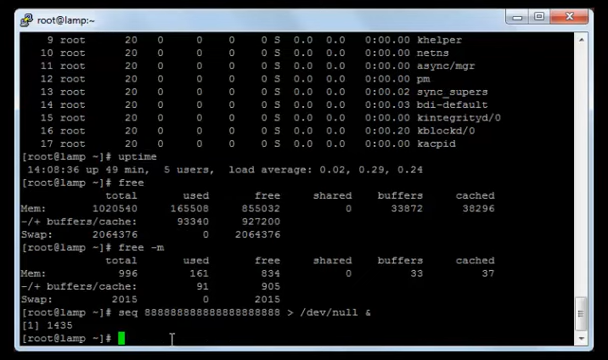 root@lamp:~
9 root 20 0 0 0 0 S 0.0 0.0 0:00.00 khelper
10 root 20 0 0 0 0 S 0.0 0.0 0:00.00 netns
11 root 20 0 0 0 0 S 0.0 0.0 0:00.00 async/mgr
12 root 20 0 0 0 0 S 0.0 0.0 0:00.00 pm
13 root 20 0 0 0 0 S 0.0 0.0 0:00.02 sync_supers
14 root 20 0 0 0 0 S 0.0 0.0 0:00.03 bdi-default
15 root 20 0 0 0 0 S 0.0 0.0 0:00.00 kintegrityd/0
16 root 20 0 0 0 0 S 0.0 0.0 0:00.20 kblockd/0
17 root 20 0 0 0 0 S 0.0 0.0 0:00.00 kacpid
[root@lamp ~]# uptime
14:08:36 up 49 min, 5 users, load average: 0.02, 0.29, 0.24
[root@lamp ~]# free
total used free shared buffers cached
Mem: 1020540 165508 855032 0 33872 38296
-/+ buffers/cache: 93340 927200
Swap: 2064376 0 2064376
[root@lamp ~]# free -m
total used free shared buffers cached
Mem: 996 161 834 0 33 37
-/+ buffers/cache: 91 905
Swap: 2015 0 2015
[root@lamp ~]# seq 88888888888888888888888 > /dev/null &
[1] 1435
[root@lamp ~]#